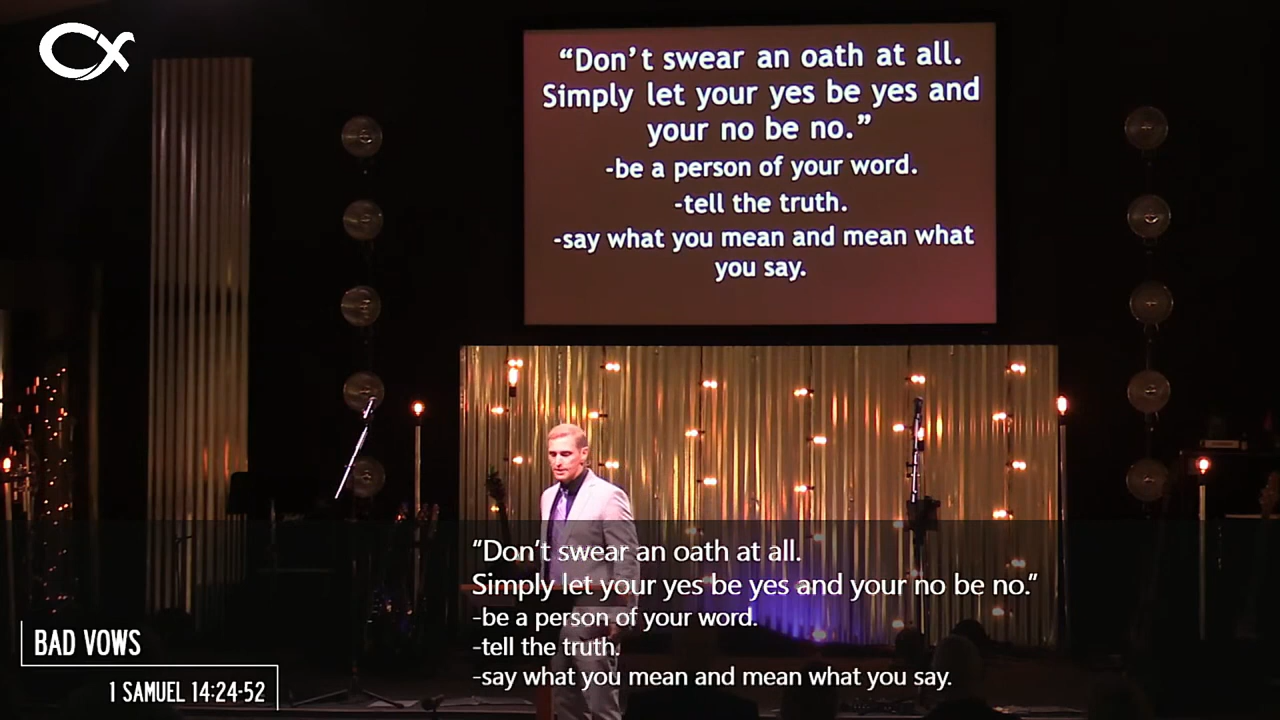 CX
“Don’t swear an oath at all.
Simply let your yes be yes and
your no be no.”
-be a person of your word.
-tell the truth.
-say what you mean and mean what
you say.
"Don't swear an oath at all.
Simply let your yes be yes and your no be no."
-be a person of your word.
-tell the truth.
-say what you mean and mean what you say.
BAD VOWS
1 SAMUEL 14:24-52